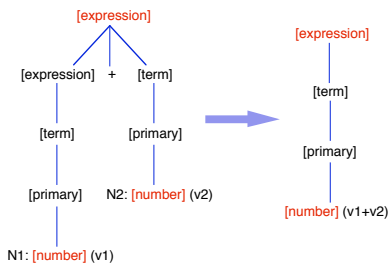 [expression]
[expression] + [term]
[term]
[primary]
[primary]
N2: [number] (v2)
N1: [number] (v1)
[expression]
[term]
[primary]
[number] (v1+v2)